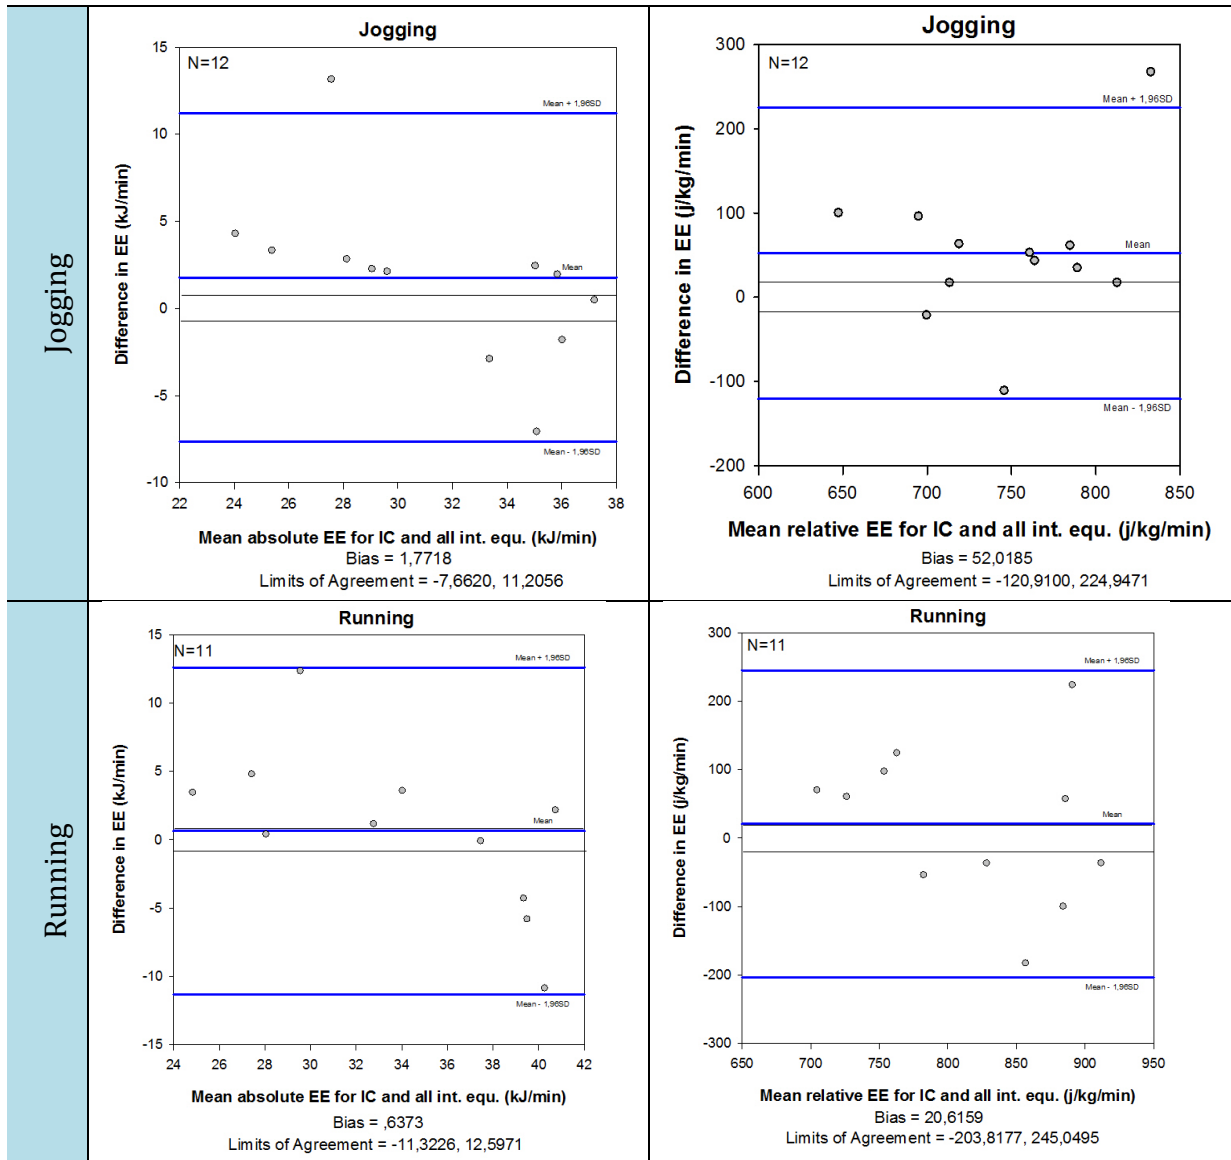 Jogging
Jogging
N=12
15
10
5
0
-5
-10
Difference in EE (kJ/min)
Mean + 1,96SD
Mean
Mean - 1,96SD
22 24 26 28 30 32 34 36 38
Mean absolute EE for IC and all int. equ. (kJ/min)
Bias = 1,7718
Limits of Agreement = -7,6620, 11,2056
Jogging
N=12
300
200
100
0
-100
-200
Difference in EE (j/kg/min)
Mean + 1,96SD
Mean
Mean - 1,96SD
600 650 700 750 800 850
Mean relative EE for IC and all int. equ. (j/kg/min)
Bias = 52,0185
Limits of Agreement = -120,9100, 224,9471
Running
Running
N=11
15
10
5
0
-5
-10
-15
Difference in EE (kJ/min)
Mean + 1,96SD
Mean
Mean - 1,96SD
24 26 28 30 32 34 36 38 40 42
Mean absolute EE for IC and all int. equ. (kJ/min)
Bias = ,6373
Limits of Agreement = -11,3226, 12,5971
Running
N=11
300
200
100
0
-100
-200
-300
Difference in EE (j/kg/min)
Mean + 1,96SD
Mean
Mean - 1,96SD
650 700 750 800 850 900 950
Mean relative EE for IC and all int. equ. (j/kg/min)
Bias = 20,6159
Limits of Agreement = -203,8177, 245,0495